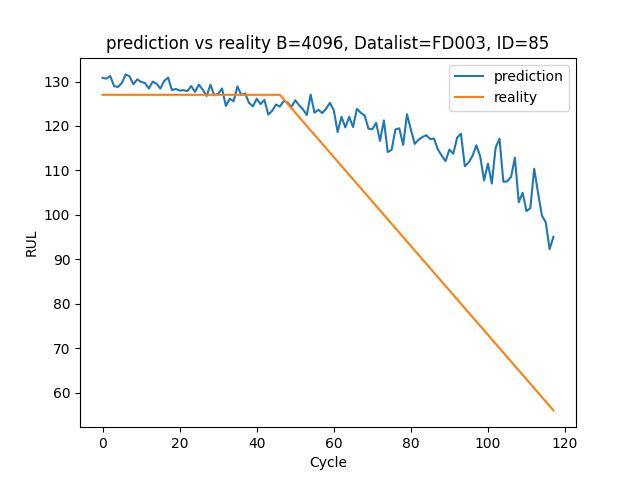 prediction vs reality B=4096, Datalist=FD003, ID=85
prediction
reality
130
120
110
100
90
80
70
60
RUL
0 20 40 60 80 100 120
Cycle